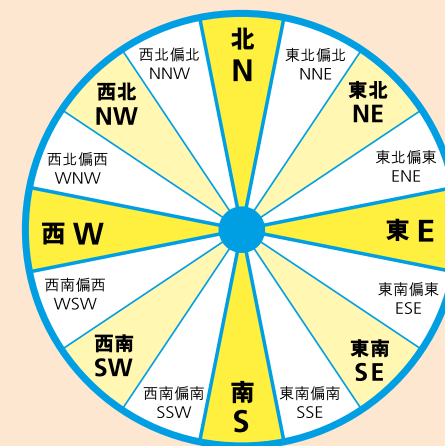 北
N
東北偏北
NNE
東北
NE
東北偏東
ENE
東 E
東南偏東
ESE
東南
SE
東南偏南
SSE
南
S
西南偏南
SSW
西南
SW
西南偏西
WSW
西 W
西北偏西
WNW
西北
NW
西北偏北
NNW